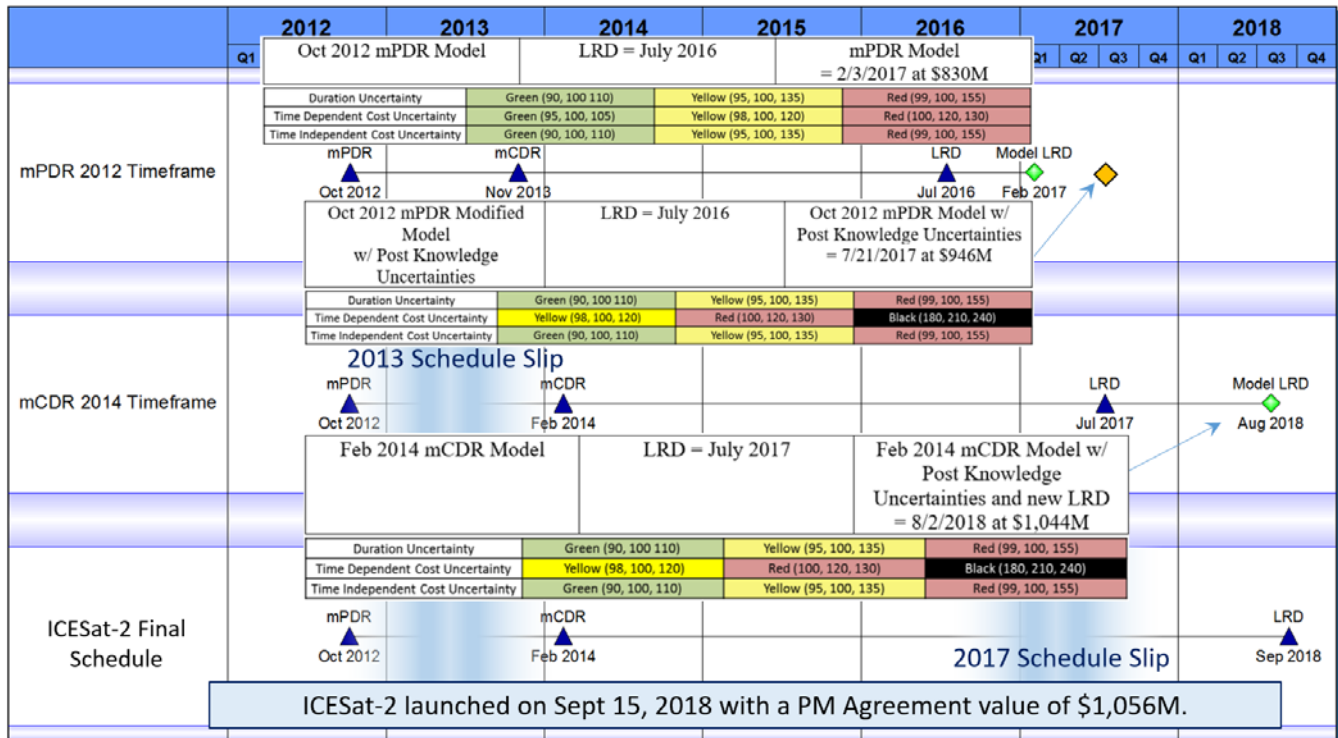 2012 2013 2014 2015 2016 2017 2018
Q1 Q1 Q2 Q3 Q4 Q1 Q2 Q3 Q4
Oct 2012 mPDR Model
LRD = July 2016
mPDR Model
= 2/3/2017 at $830M
Duration Uncertainty Green (90, 100 110) Yellow (95, 100, 135) Red (99, 100, 155)
Time Dependent Cost Uncertainty Green (95, 100, 105) Yellow (98, 100, 120) Red (100, 120, 130)
Time Independent Cost Uncertainty Green (90, 100, 110) Yellow (95, 100, 135) Red (99, 100, 155)
mPDR 2012 Timeframe
mPDR mCDR LRD Model LRD
Oct 2012 Nov 2013 Jul 2016 Feb 2017
Oct 2012 mPDR Modified
Model
w/ Post Knowledge
Uncertainties
LRD = July 2016
Oct 2012 mPDR Model w/
Post Knowledge Uncertainties
= 7/21/2017 at $946M
Duration Uncertainty Green (90, 100 110) Yellow (95, 100, 135) Red (99, 100, 155)
Time Dependent Cost Uncertainty Yellow (98, 100, 120) Red (100, 120, 130) Black (180, 210, 240)
Time Independent Cost Uncertainty Green (90, 100, 110) Yellow (95, 100, 135) Red (99, 100, 155)
2013 Schedule Slip
mCDR 2014 Timeframe
mPDR mCDR LRD Model LRD
Oct 2012 Feb 2014 Jul 2017 Aug 2018
Feb 2014 mCDR Model
LRD = July 2017
Feb 2014 mCDR Model w/
Post Knowledge
Uncertainties and new LRD
= 8/2/2018 at $1,044M
Duration Uncertainty Green (90, 100 110) Yellow (95, 100, 135) Red (99, 100, 155)
Time Dependent Cost Uncertainty Yellow (98, 100, 120) Red (100, 120, 130) Black (180, 210, 240)
Time Independent Cost Uncertainty Green (90, 100, 110) Yellow (95, 100, 135) Red (99, 100, 155)
ICESat-2 Final
Schedule
mPDR mCDR LRD
Oct 2012 Feb 2014 Sep 2018
2017 Schedule Slip
ICESat-2 launched on Sept 15, 2018 with a PM Agreement value of $1,056M.